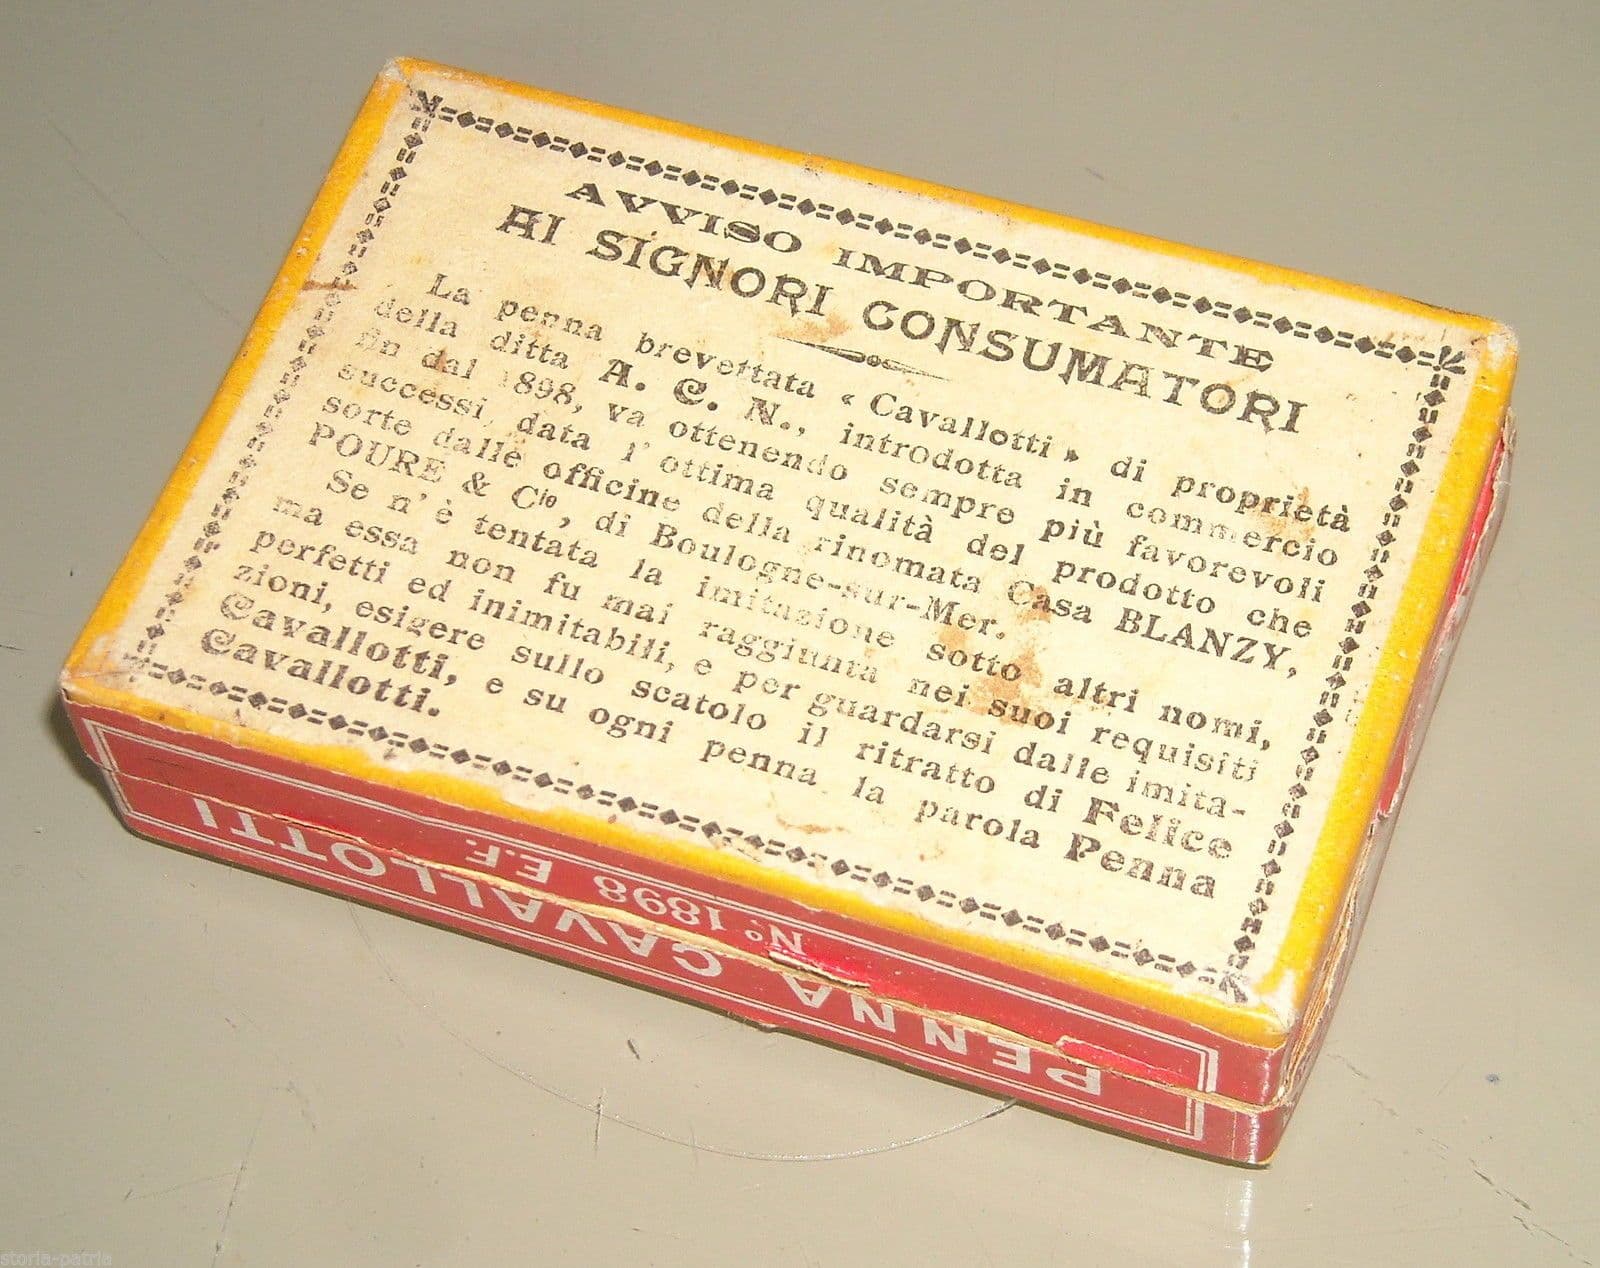 AVVISO IMPORTANTE
AI SIGNORI CONSUMATORI
La penna brevettata « Cavallotti » di proprietà
della ditta A. C. N., introdotta in commercio
fin dal 1898, va ottenendo sempre più favorevoli
successi, data l'ottima qualità del prodotto che
sorte dalle officine della rinomata Casa BLANZY,
POURE & Cie, di Boulogne-sur-Mer.
Se n'è tentata la imitazione sotto altri nomi,
ma essa non fu mai raggiunta nei suoi requisiti
perfetti ed inimitabili, e per guardarsi dalle imita-
zioni, esigere sullo scatolo il ritratto di Felice
Cavallotti, e su ogni penna la parola Penna
Cavallotti.
PENNA CAVALLOTTI
N° 1898 E.F.
storia-patria